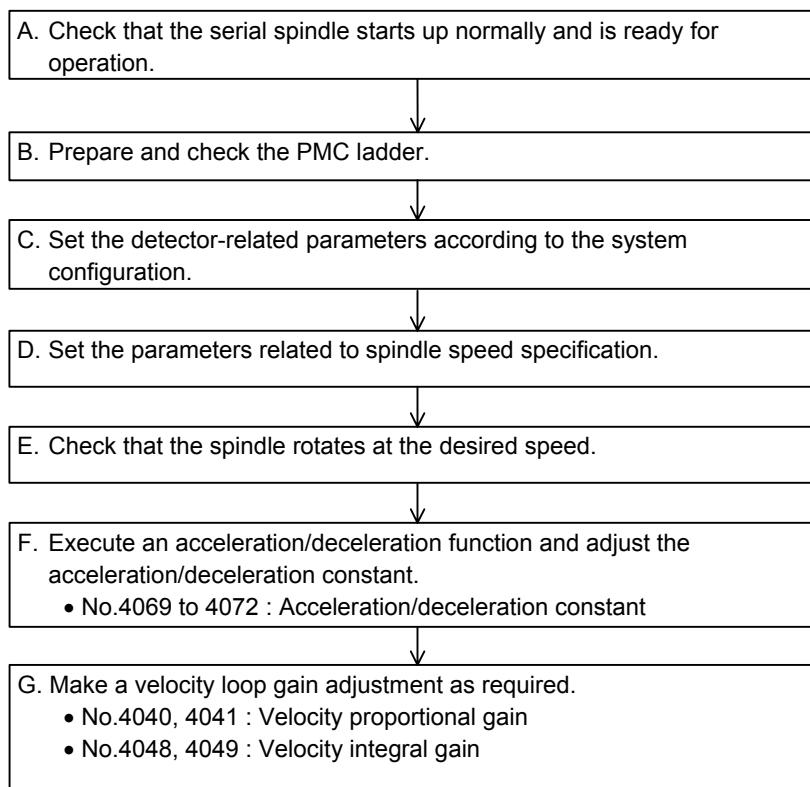 A. Check that the serial spindle starts up normally and is ready for
operation.
B. Prepare and check the PMC ladder.
C. Set the detector-related parameters according to the system
configuration.
D. Set the parameters related to spindle speed specification.
E. Check that the spindle rotates at the desired speed.
F. Execute an acceleration/deceleration function and adjust the
acceleration/deceleration constant.
• No.4069 to 4072 : Acceleration/deceleration constant
G. Make a velocity loop gain adjustment as required.
• No.4040, 4041 : Velocity proportional gain
• No.4048, 4049 : Velocity integral gain